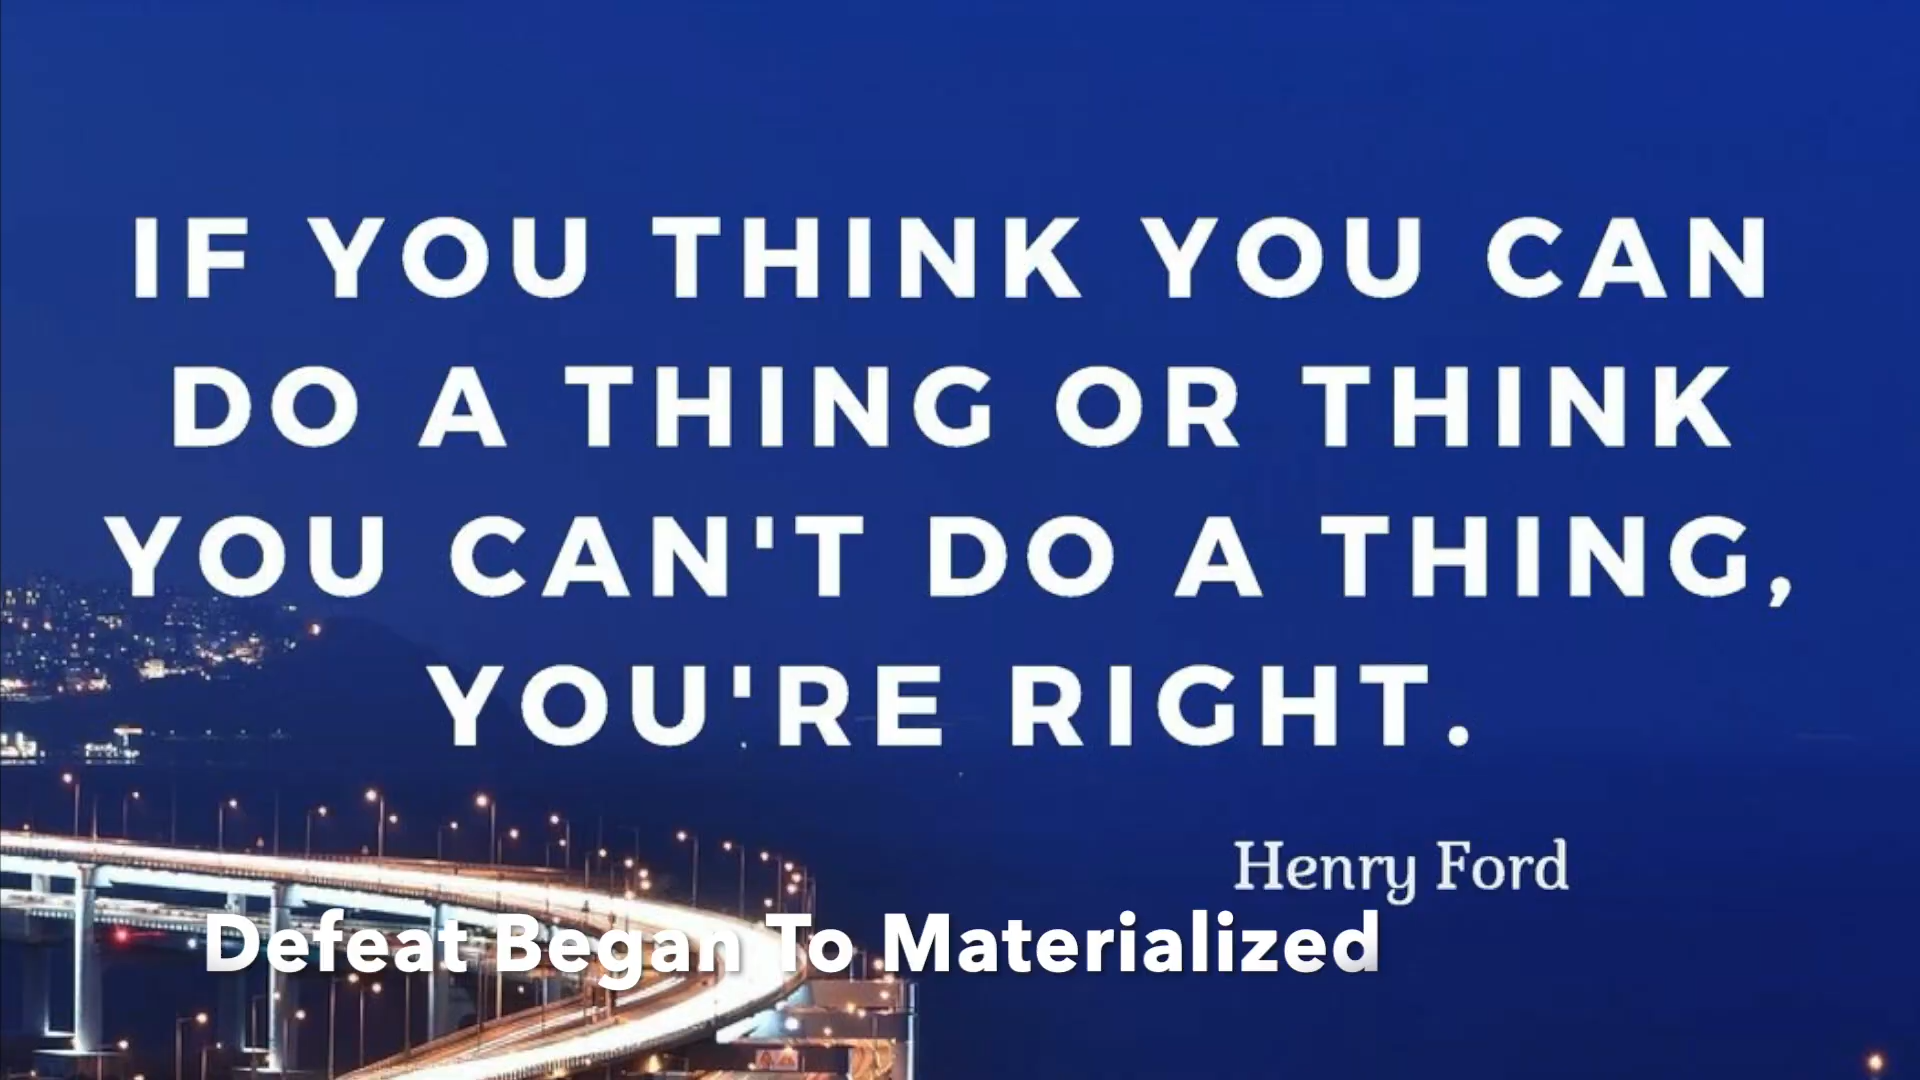 IF YOU THINK YOU CAN
DO A THING OR THINK
YOU CAN'T DO A THING,
YOU'RE RIGHT.
Henry Ford
Defeat Began To Materialized